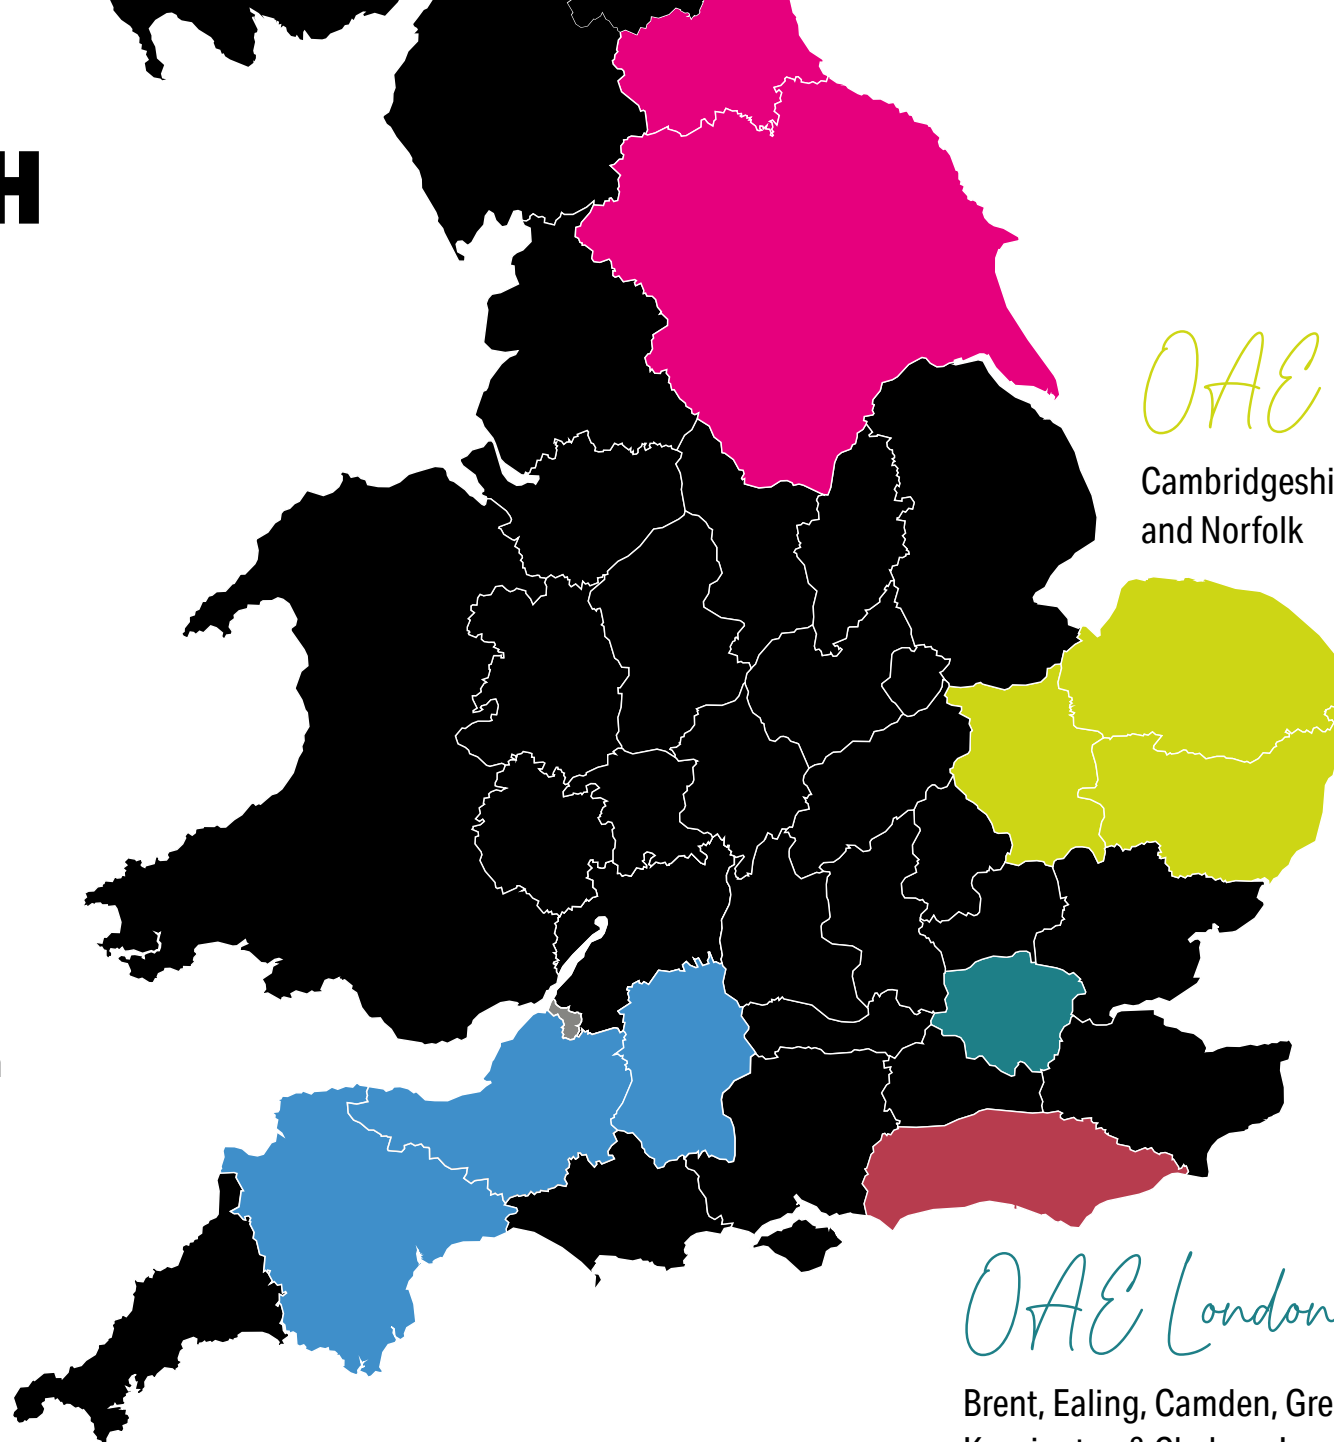 H
OAE
Cambridgeshi
and Norfolk
OAE London
Brent, Ealing, Camden, Gre